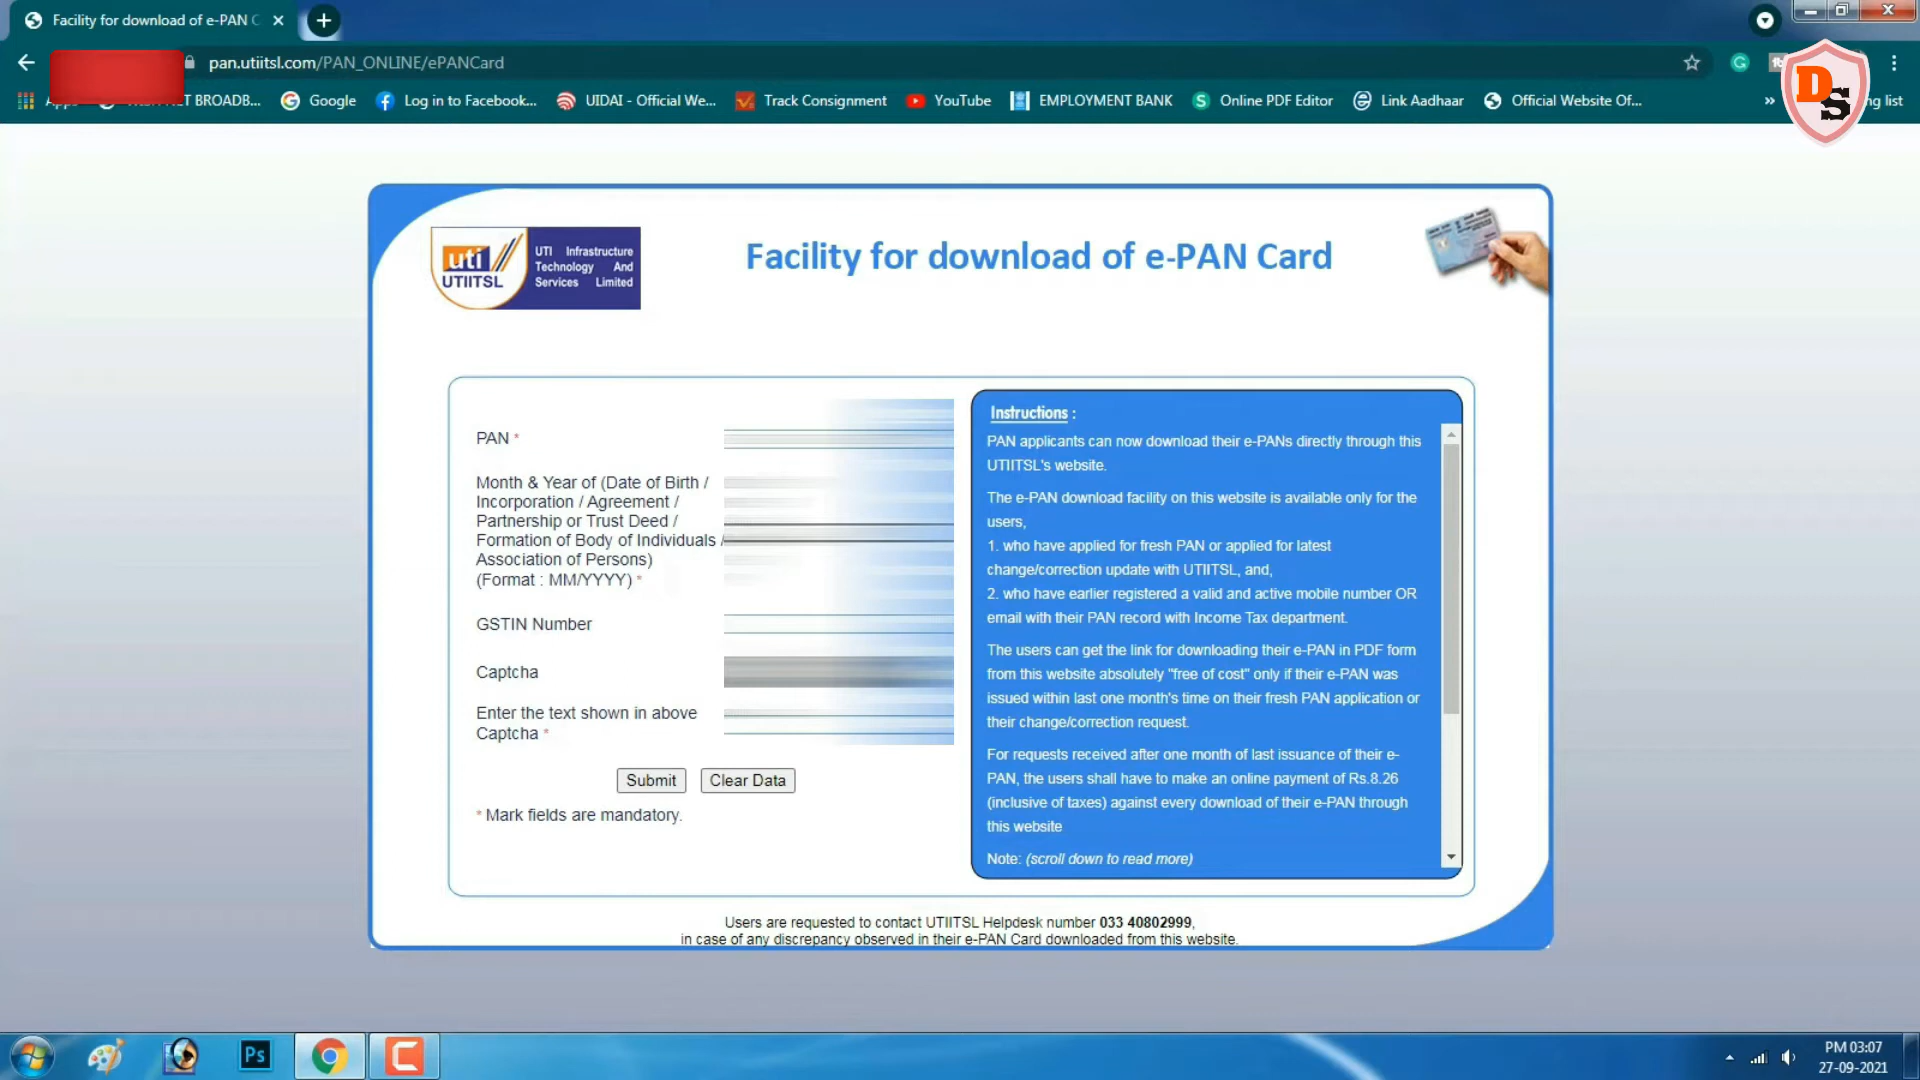 Facility for download of e-PAN C
pan.utiitsl.com/PAN_ONLINE/ePANCard
BROADB...
Google
Log in to Facebook...
UIDAI - Official We...
Track Consignment
YouTube
EMPLOYMENT BANK
Online PDF Editor
Link Aadhaar
Official Website Of...
»
list
DS
uti
UTIITSL
UTI Infrastructure
Technology And
Services Limited
Facility for download of e-PAN Card
PAN *
Month & Year of (Date of Birth /
Incorporation / Agreement /
Partnership or Trust Deed /
Formation of Body of Individuals /
Association of Persons)
(Format : MM/YYYY) *
GSTIN Number
Captcha
Enter the text shown in above
Captcha *
Submit
Clear Data
* Mark fields are mandatory.
Instructions :
PAN applicants can now download their e-PANs directly through this
UTIITSL's website.
The e-PAN download facility on this website is available only for the
users,
1. who have applied for fresh PAN or applied for latest
change/correction update with UTIITSL, and,
2. who have earlier registered a valid and active mobile number OR
email with their PAN record with Income Tax department.
The users can get the link for downloading their e-PAN in PDF form
from this website absolutely "free of cost" only if their e-PAN was
issued within last one month's time on their fresh PAN application or
their change/correction request.
For requests received after one month of last issuance of their e-
PAN, the users shall have to make an online payment of Rs.8.26
(inclusive of taxes) against every download of their e-PAN through
this website
Note: (scroll down to read more)
Users are requested to contact UTIITSL Helpdesk number 033 40802999,
in case of any discrepancy observed in their e-PAN Card downloaded from this website.
Ps
PM 03:07
27-09-2021